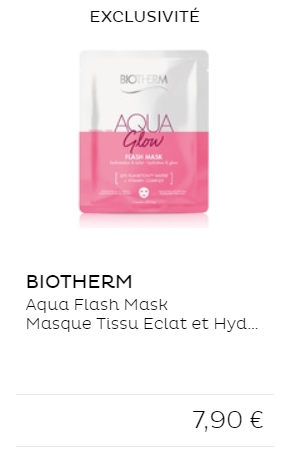 EXCLUSIVITÉ
BIOTHERM
AQUA
Glow
FLASH MASK
BIOTHERM
Aqua Flash Mask
Masque Tissu Eclat et Hyd...
7,90 €